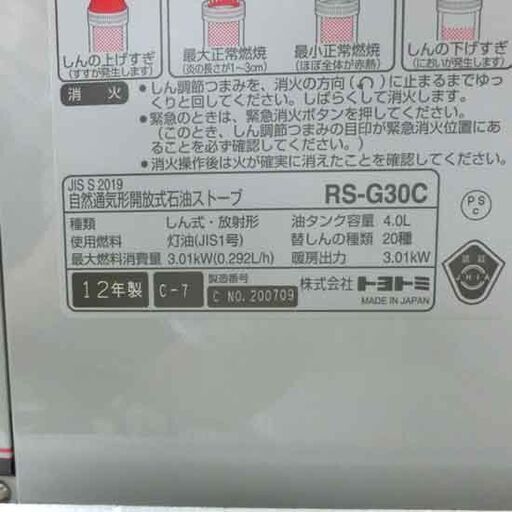 しんの上げすぎ
(すすが発生します)
最大正常燃焼
(炎の長さが1〜3cm)
最小正常燃焼
(ほぼ全体が赤熱)
しんの下げすぎ
(においが発生します)
消火
●しん調節つまみを、消火の方向(↶)に止まるまでゆっ
くりと回してください。しばらくして消火します。
●緊急のときは、緊急消火ボタンを押してください。
(このとき、しん調節つまみの目印が緊急消火位置にあ
ることを必ず確認してください。)
●消火操作後は火が確実に消えたことを確認してください。
JIS S 2019
自然通気形開放式石油ストーブ RS-G30C
種類 しん式・放射形 油タンク容量 4.0L
使用燃料 灯油(JIS1号) 替しんの種類 20種
最大燃料消費量 3.01kW(0.292L/h) 暖房出力 3.01kW
12年製 C-7 製造番号 C NO.200709 株式会社トヨトミ
MADE IN JAPAN
PS
C
認証
JHIA